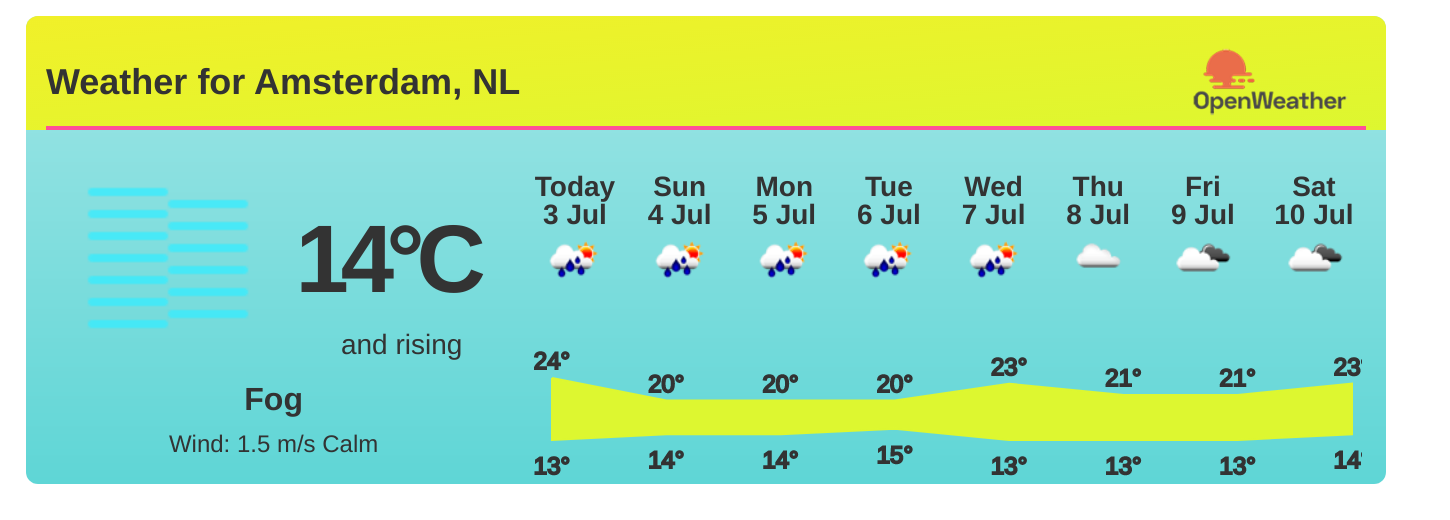 Weather for Amsterdam, NL
OpenWeather
Today Sun Mon Tue Wed Thu Fri Sat
3 Jul 4 Jul 5 Jul 6 Jul 7 Jul 8 Jul 9 Jul 10 Jul
14°C
and rising
Fog
Wind: 1.5 m/s Calm
24° 20° 20° 20° 23° 21° 21° 23°
13° 14° 14° 15° 13° 13° 13° 14